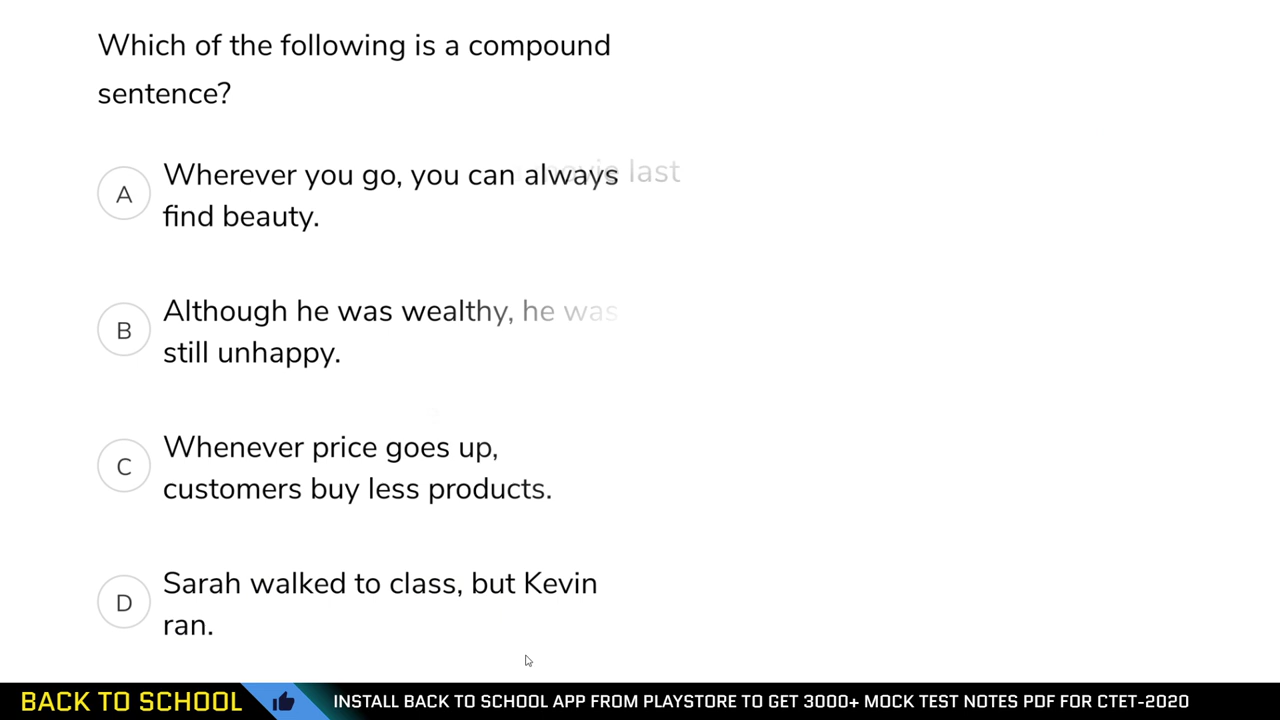 Which of the following is a compound
sentence?
A
Wherever you go, you can always last
find beauty.
B
Although he was wealthy, he was
still unhappy.
C
Whenever price goes up,
customers buy less products.
D
Sarah walked to class, but Kevin
ran.
BACK TO SCHOOL
INSTALL BACK TO SCHOOL APP FROM PLAYSTORE TO GET 3000+ MOCK TEST NOTES PDF FOR CTET-2020